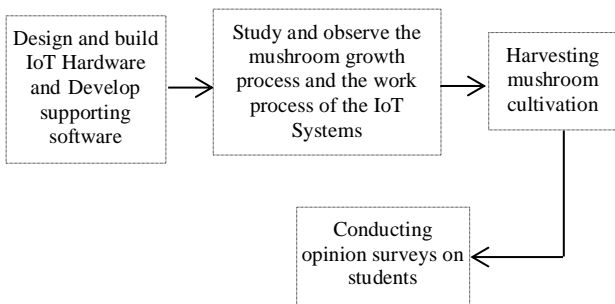 Design and build
IoT Hardware
and Develop
supporting
software
Study and observe the
mushroom growth
process and the work
process of the IoT
Systems
Harvesting
mushroom
cultivation
Conducting
opinion surveys on
students